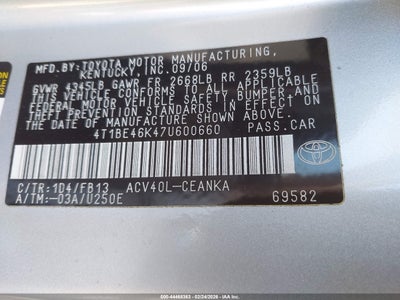 MFD. BY: TOYOTA MOTOR MANUFACTURING,
KENTUCKY, INC. 09/06
GVWR 4345LB GAWR FR 2668LB RR 2359LB
THIS VEHICLE CONFORMS TO ALL APPLICABLE
FEDERAL MOTOR VEHICLE SAFETY, BUMPER AND
THEFT PREVENTION STANDARDS IN EFFECT ON
THE DATE OF MANUFACTURE SHOWN ABOVE.
4T1BE46K47U600660 PASS.CAR
C/TR: 1D4/FB13 ACV40L-CEANKA
A/TM: -03A/U250E 69582
TOYOTA